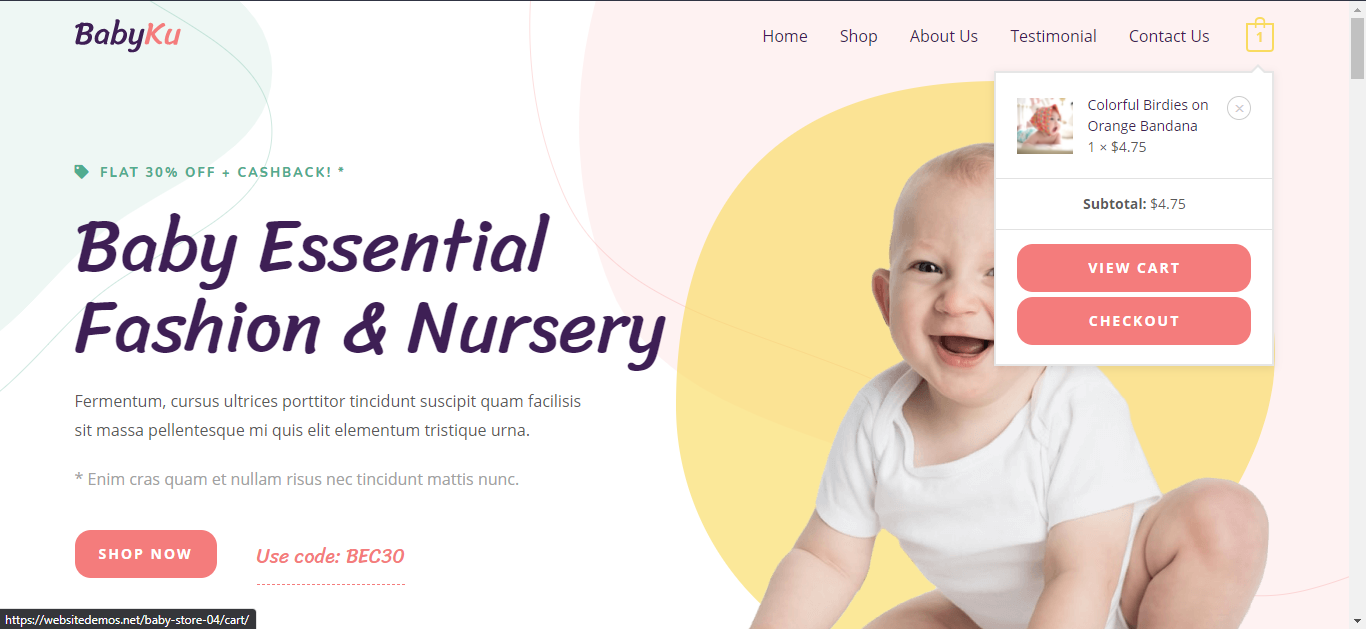 BabyKu
Home Shop About Us Testimonial Contact Us 1
Colorful Birdies on
Orange Bandana
1 × $4.75
×
Subtotal: $4.75
VIEW CART
CHECKOUT
FLAT 30% OFF + CASHBACK! *
Baby Essential
Fashion & Nursery
Fermentum, cursus ultrices porttitor tincidunt suscipit quam facilisis
sit massa pellentesque mi quis elit elementum tristique urna.
* Enim cras quam et nullam risus nec tincidunt mattis nunc.
SHOP NOW Use code: BEC30
https://websitedemos.net/baby-store-04/cart/